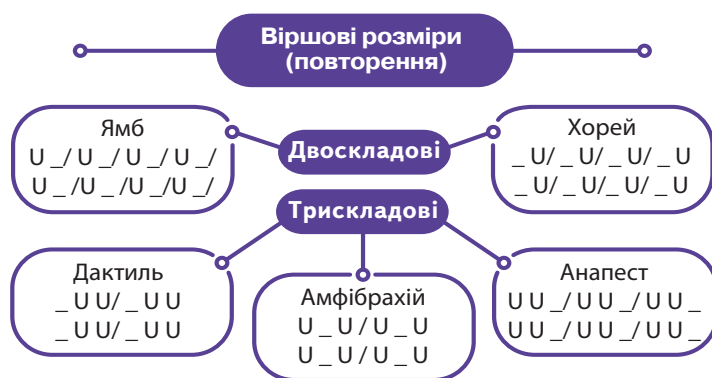 Віршові розміри
(повторення)
Ямб
U _/ U _/ U _/ U _/
U _ /U _ /U _/U _/
Двоскладові
Хорей
_ U/ _ U/ _ U/ _ U
_ U/ _ U/_ U/ _ U
Трискладові
Дактиль
_ U U/ _ U U
_ U U/ _ U U
Амфібрахій
U _ U / U _ U
U _ U / U _ U
Анапест
U U _/ U U _/ U U _
U U _/ U U _/ U U _